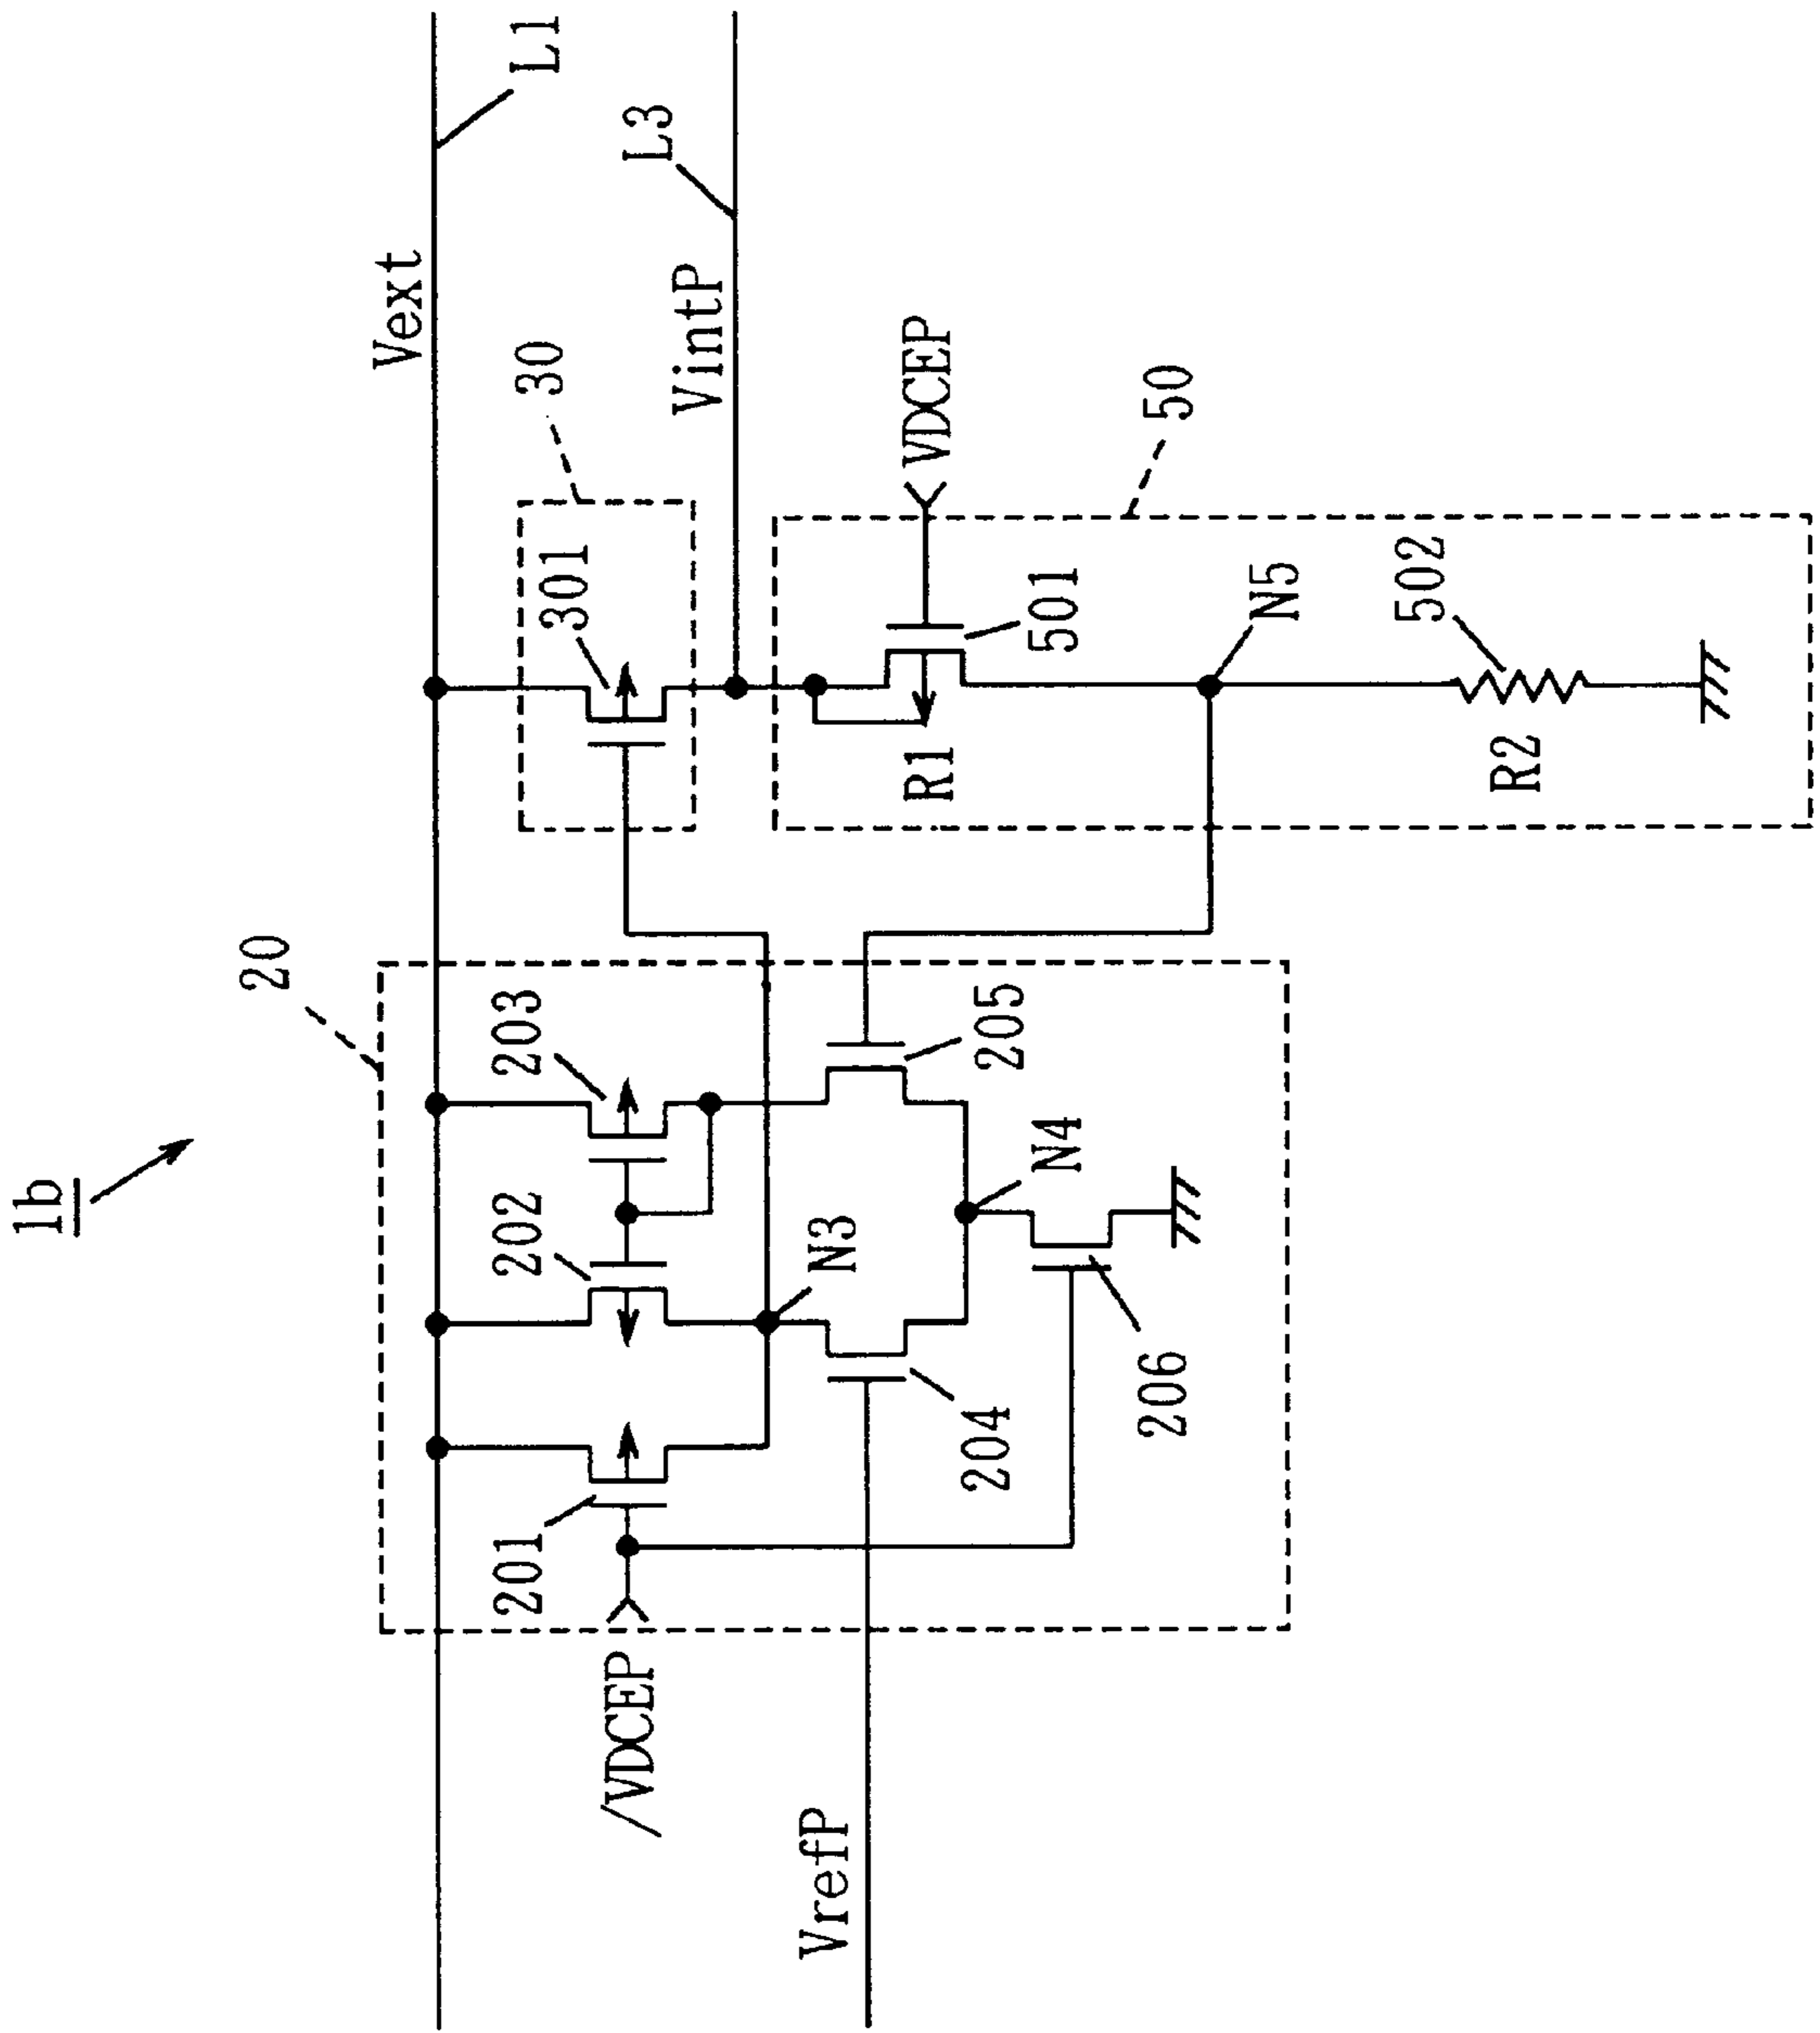 1b
Vext
L1
20
30
L3
VintP
201
202
203
301
/VDCEP
N3
VrefP
204
205
VDCEP
R1
501
50
N4
206
N5
R2
502